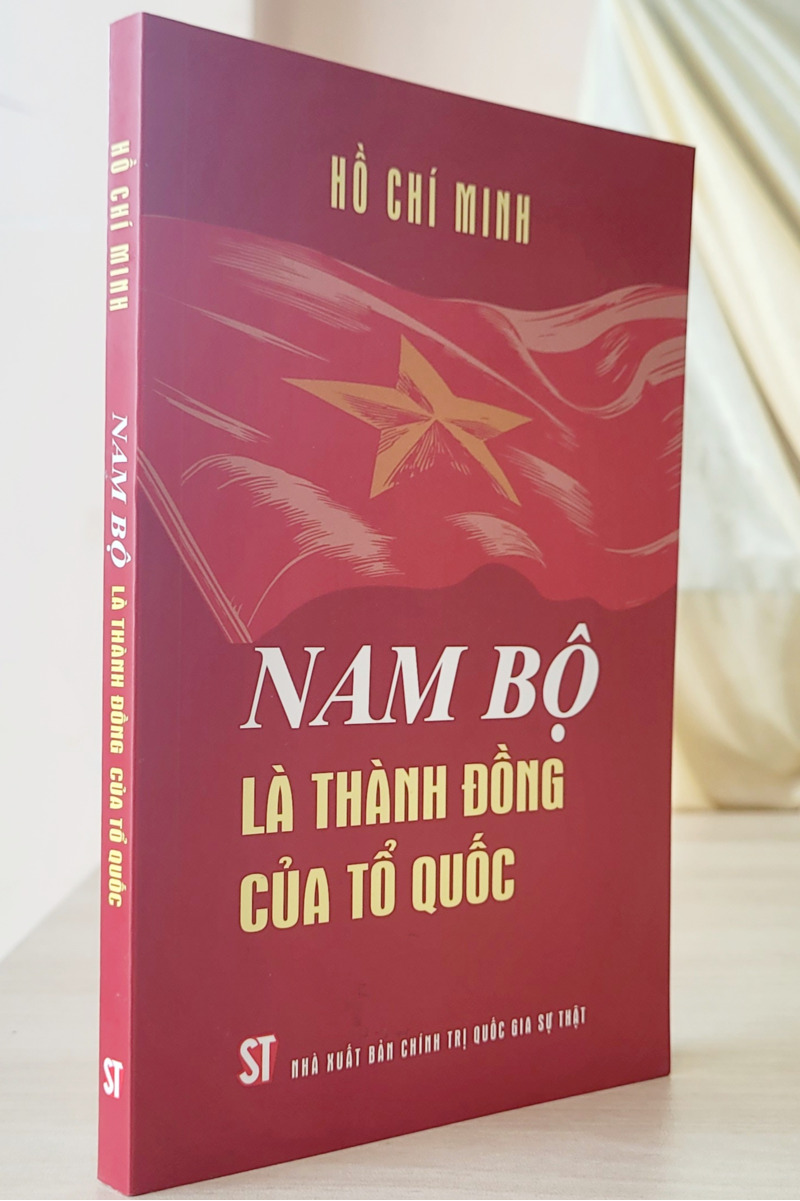 HỒ CHÍ MINH
NAM BỘ
LÀ THÀNH ĐỒNG
CỦA TỔ QUỐC
ST NHÀ XUẤT BẢN CHÍNH TRỊ QUỐC GIA SỰ THẬT
HỒ CHÍ MINH
NAM BỘ LÀ THÀNH ĐỒNG CỦA TỔ QUỐC
ST